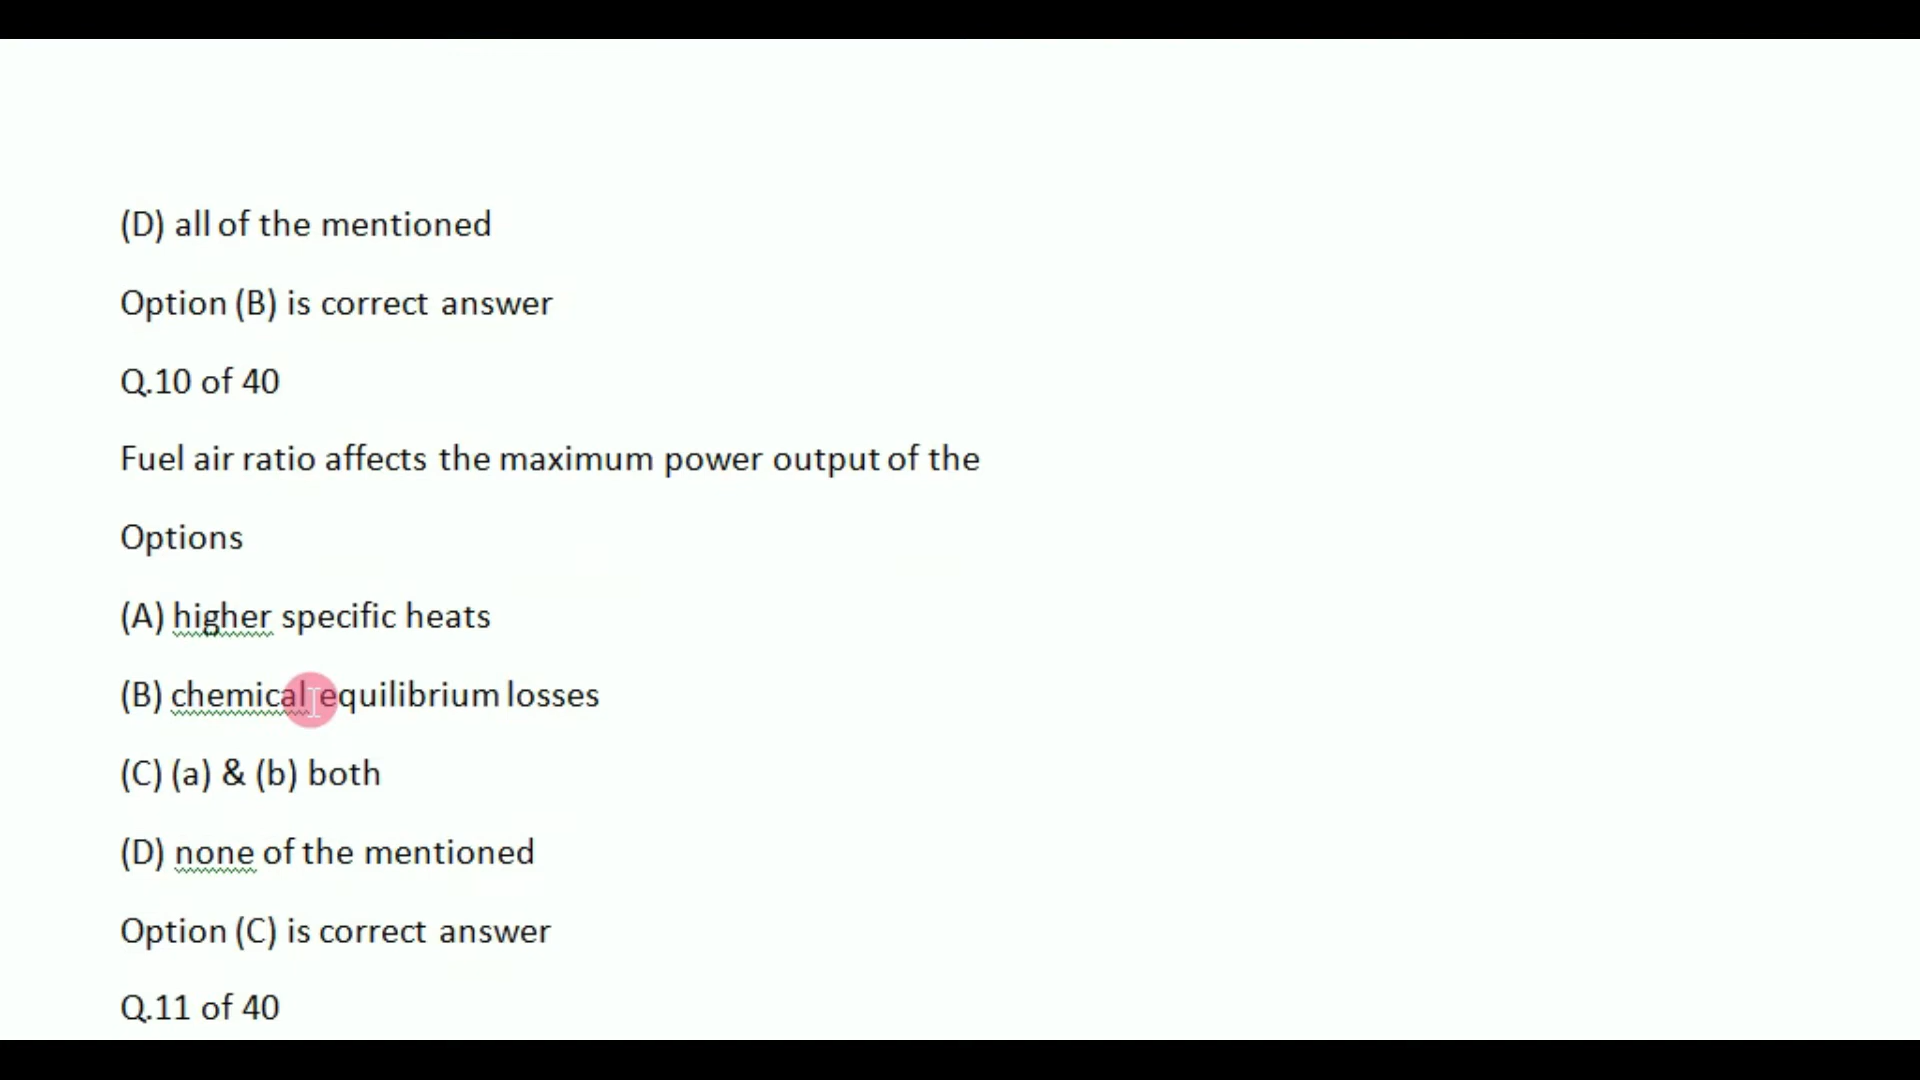 (D) all of the mentioned
Option (B) is correct answer
Q.10 of 40
Fuel air ratio affects the maximum power output of the
Options
(A) higher specific heats
(B) chemical equilibrium losses
(C) (a) & (b) both
(D) none of the mentioned
Option (C) is correct answer
Q.11 of 40